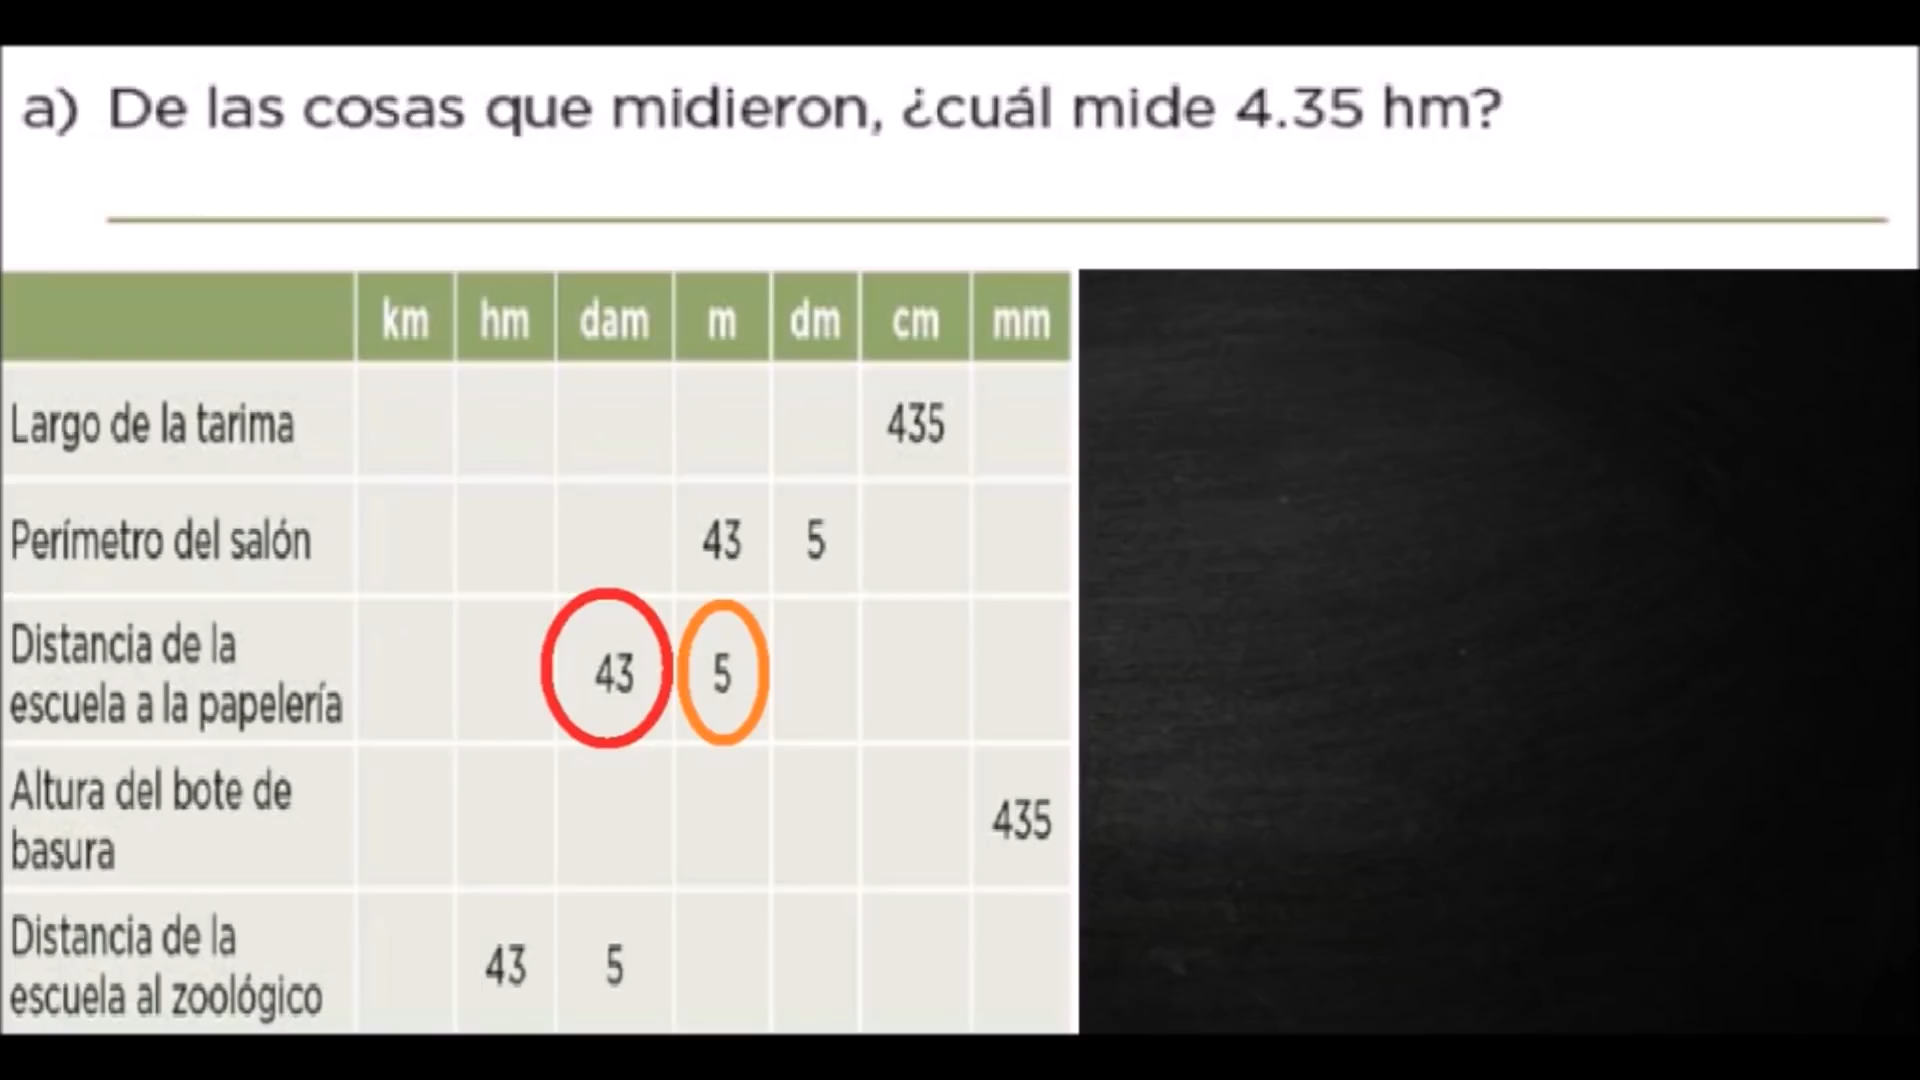 a) De las cosas que midieron, ¿cuál mide 4.35 hm?
km hm dam m dm cm mm
Largo de la tarima 435
Perímetro del salón 43 5
Distancia de la
escuela a la papelería 43 5
Altura del bote de
basura 435
Distancia de la
escuela al zoológico 43 5